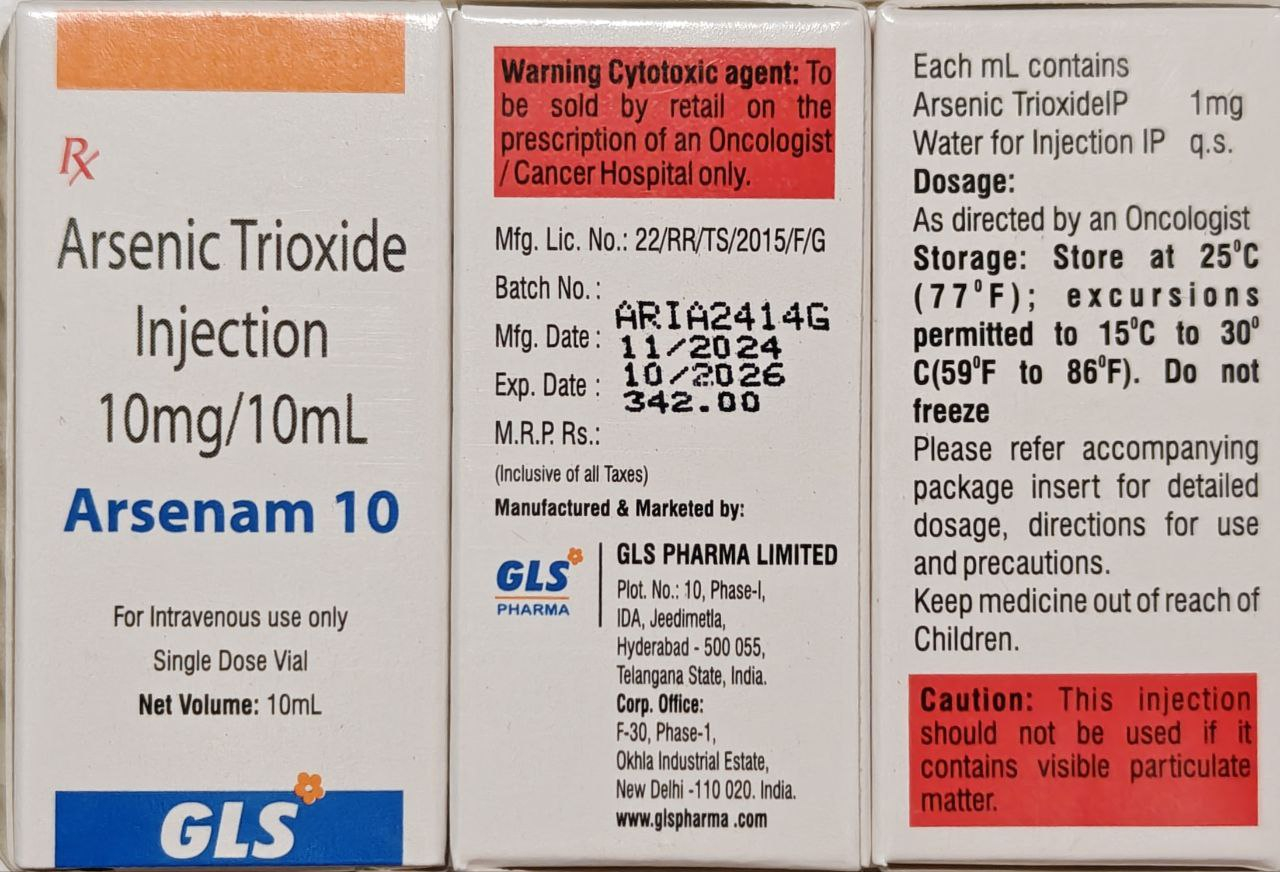 Rx
Arsenic Trioxide
Injection
10mg/10mL
Arsenam 10
For Intravenous use only
Single Dose Vial
Net Volume: 10mL
GLS
Warning Cytotoxic agent: To
be sold by retail on the
prescription of an Oncologist
/ Cancer Hospital only.
Mfg. Lic. No.: 22/RR/TS/2015/F/G
Batch No. :
ARIA2414G
Mfg. Date :
11/2024
Exp. Date :
10/2026
342.00
M.R.P. Rs.:
(Inclusive of all Taxes)
Manufactured & Marketed by:
GLS
PHARMA
GLS PHARMA LIMITED
Plot. No.: 10, Phase-I,
IDA, Jeedimetla,
Hyderabad - 500 055,
Telangana State, India.
Corp. Office:
F-30, Phase-1,
Okhla Industrial Estate,
New Delhi -110 020. India.
www.glspharma .com
Each mL contains
Arsenic TrioxideIP 1mg
Water for Injection IP q.s.
Dosage:
As directed by an Oncologist
Storage: Store at 25⁰C
(77⁰F); excursions
permitted to 15⁰C to 30⁰
C(59⁰F to 86⁰F). Do not
freeze
Please refer accompanying
package insert for detailed
dosage, directions for use
and precautions.
Keep medicine out of reach of
Children.
Caution: This injection
should not be used if it
contains visible particulate
matter.